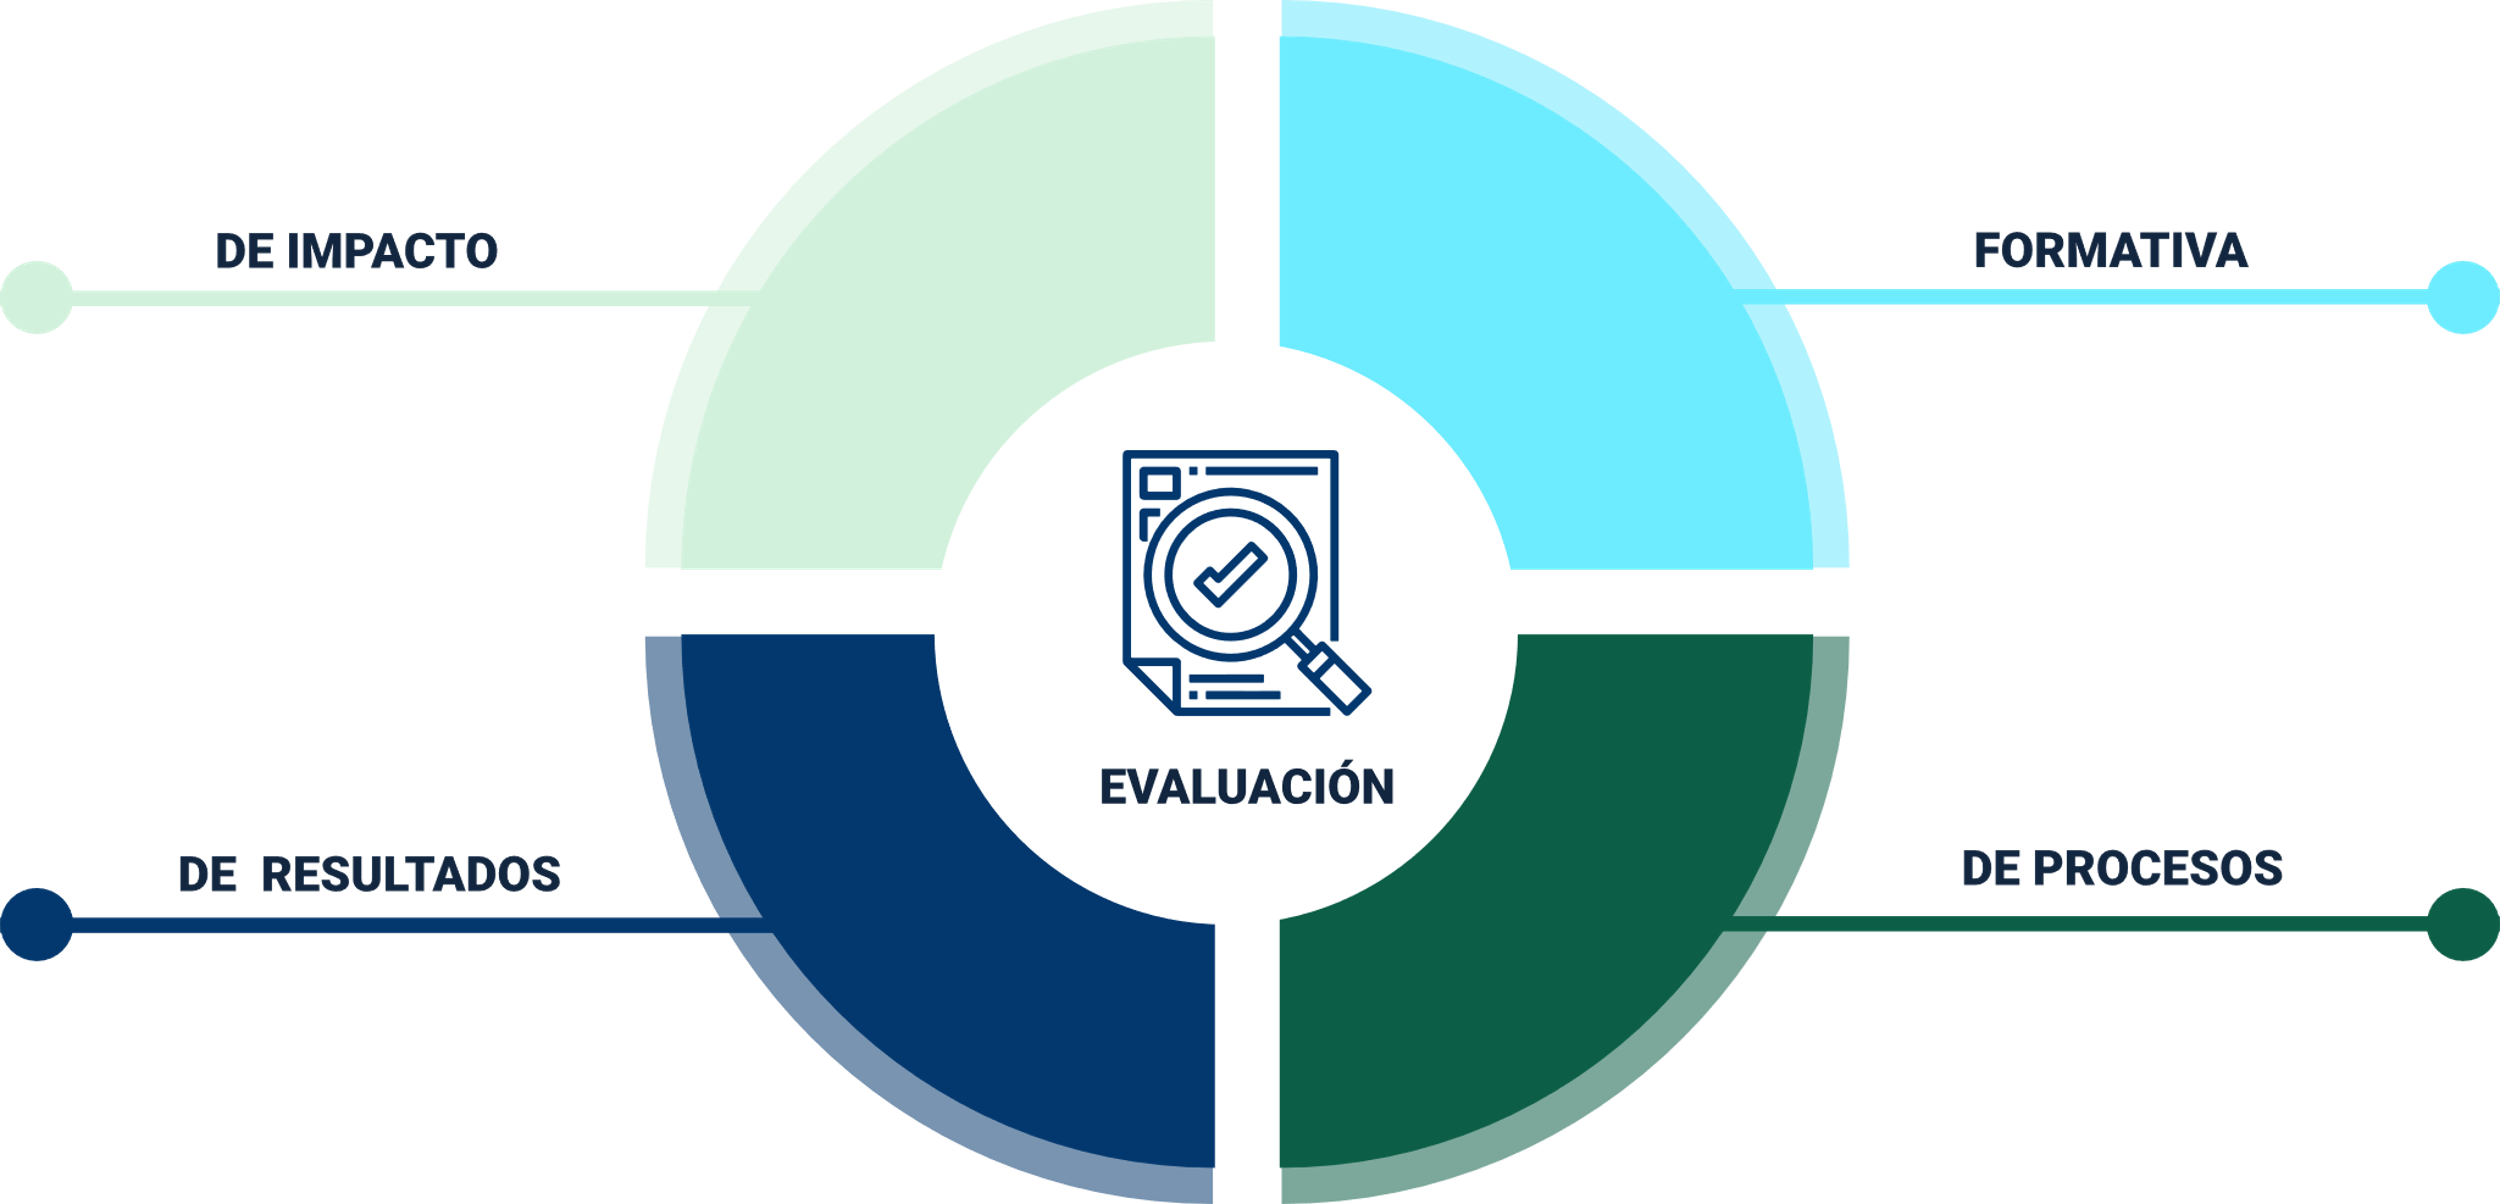 DE IMPACTO
FORMATIVA
EVALUACIÓN
DE RESULTADOS
DE PROCESOS